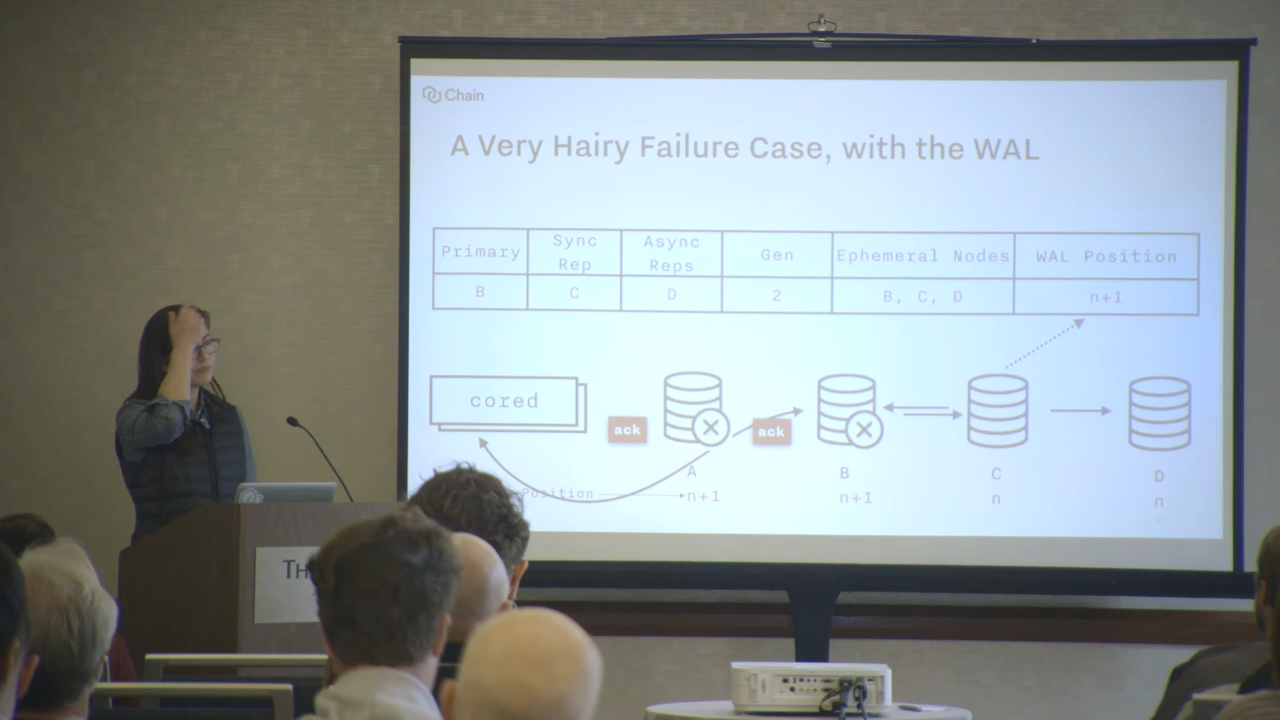 Chain
A Very Hairy Failure Case, with the WAL
Primary
Sync Rep
Async Reps
Gen
Ephemeral Nodes
WAL Position
B
C
D
2
B, C, D
n+1
cored
ack
ack
A
B
C
D
Position
n+1
n+1
n
n
TH